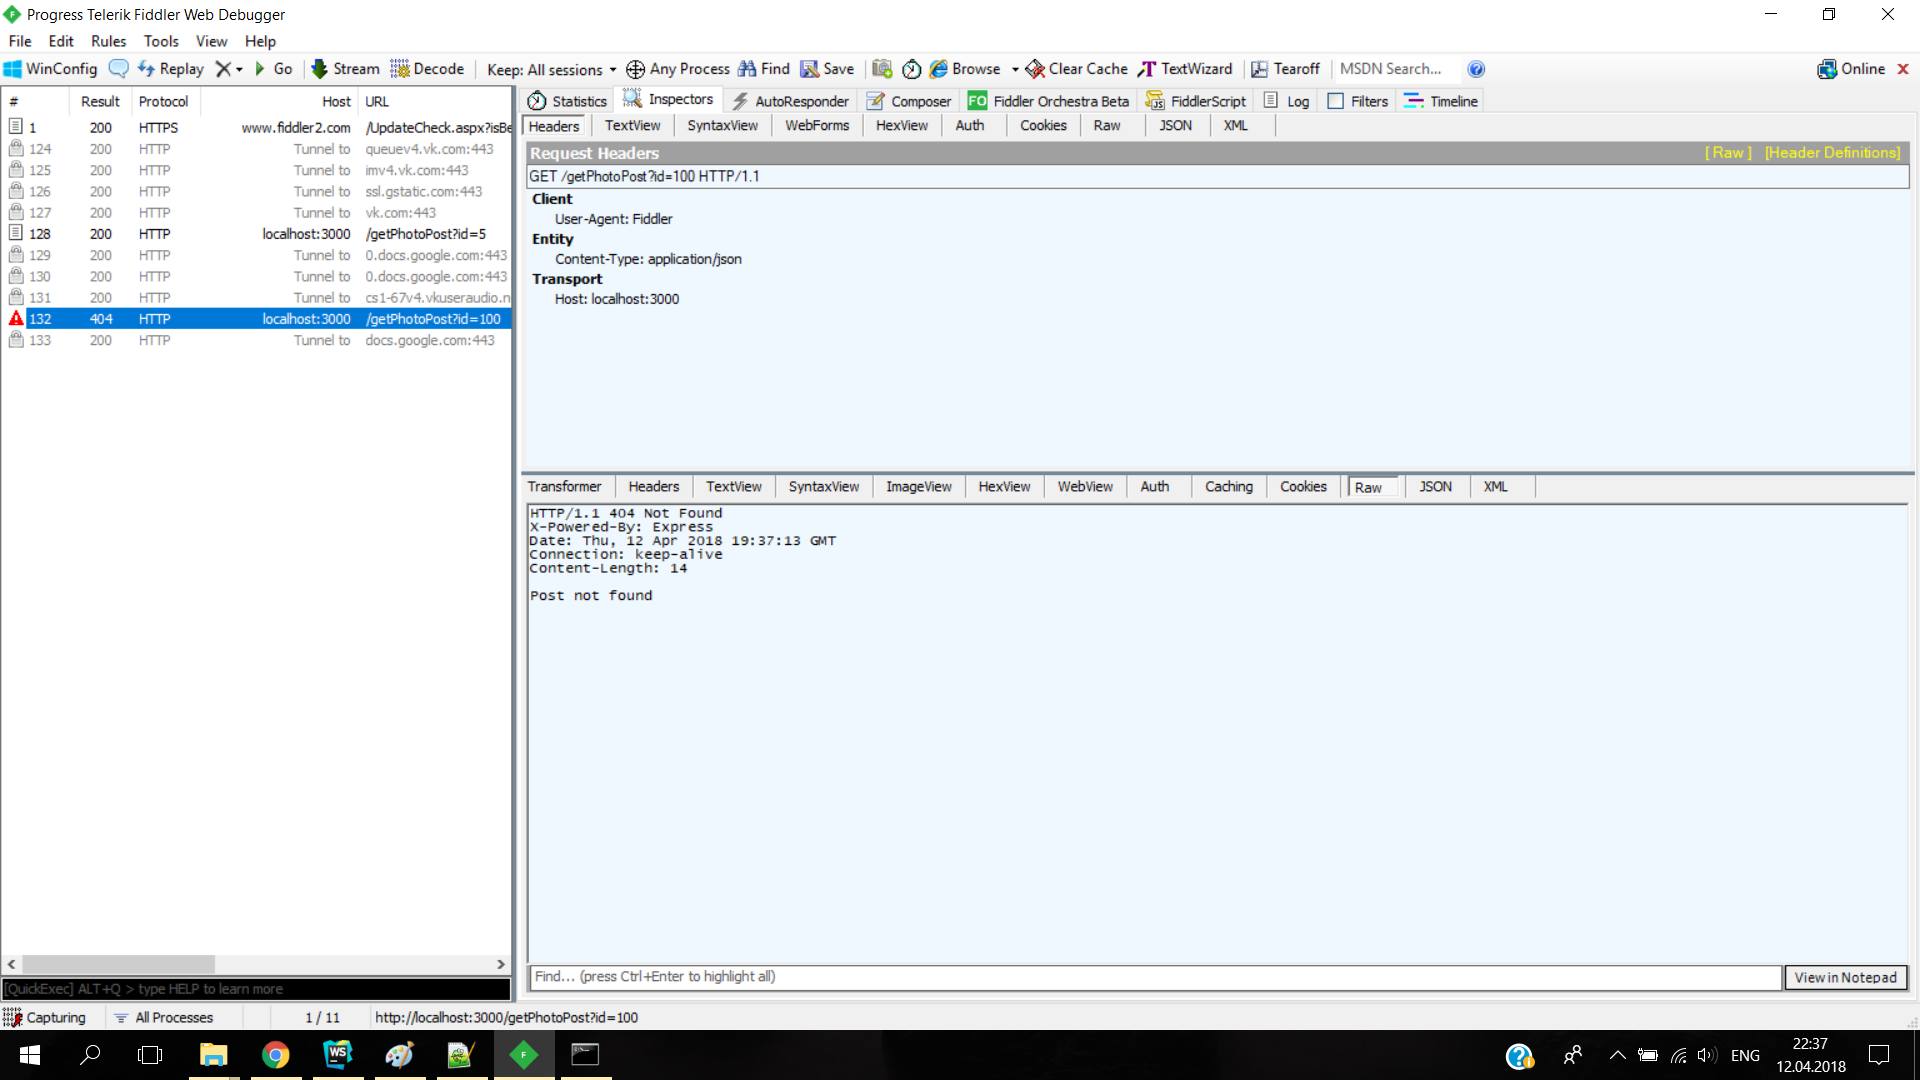 Progress Telerik Fiddler Web Debugger
File Edit Rules Tools View Help
WinConfig Replay Go Stream Decode Keep: All sessions Any Process Find Save Browse Clear Cache TextWizard Tearoff MSDN Search... Online
# Result Protocol Host URL
1 200 HTTPS www.fiddler2.com /UpdateCheck.aspx?isBe
124 200 HTTP Tunnel to queuev4.vk.com:443
125 200 HTTP Tunnel to imv4.vk.com:443
126 200 HTTP Tunnel to ssl.gstatic.com:443
127 200 HTTP Tunnel to vk.com:443
128 200 HTTP localhost:3000 /getPhotoPost?id=5
129 200 HTTP Tunnel to 0.docs.google.com:443
130 200 HTTP Tunnel to 0.docs.google.com:443
131 200 HTTP Tunnel to cs1-67v4.vkuseraudio.n
132 404 HTTP localhost:3000 /getPhotoPost?id=100
133 200 HTTP Tunnel to docs.google.com:443
[QuickExec] ALT+Q > type HELP to learn more
Statistics Inspectors AutoResponder Composer FO Fiddler Orchestra Beta FiddlerScript Log Filters Timeline
Headers TextView SyntaxView WebForms HexView Auth Cookies Raw JSON XML
Request Headers [ Raw ] [Header Definitions]
GET /getPhotoPost?id=100 HTTP/1.1
Client
User-Agent: Fiddler
Entity
Content-Type: application/json
Transport
Host: localhost:3000
Transformer Headers TextView SyntaxView ImageView HexView WebView Auth Caching Cookies Raw JSON XML
HTTP/1.1 404 Not Found
X-Powered-By: Express
Date: Thu, 12 Apr 2018 19:37:13 GMT
Connection: keep-alive
Content-Length: 14
Post not found
Find... (press Ctrl+Enter to highlight all) View in Notepad
Capturing All Processes 1 / 11 http://localhost:3000/getPhotoPost?id=100
WS F ENG 22:37
12.04.2018